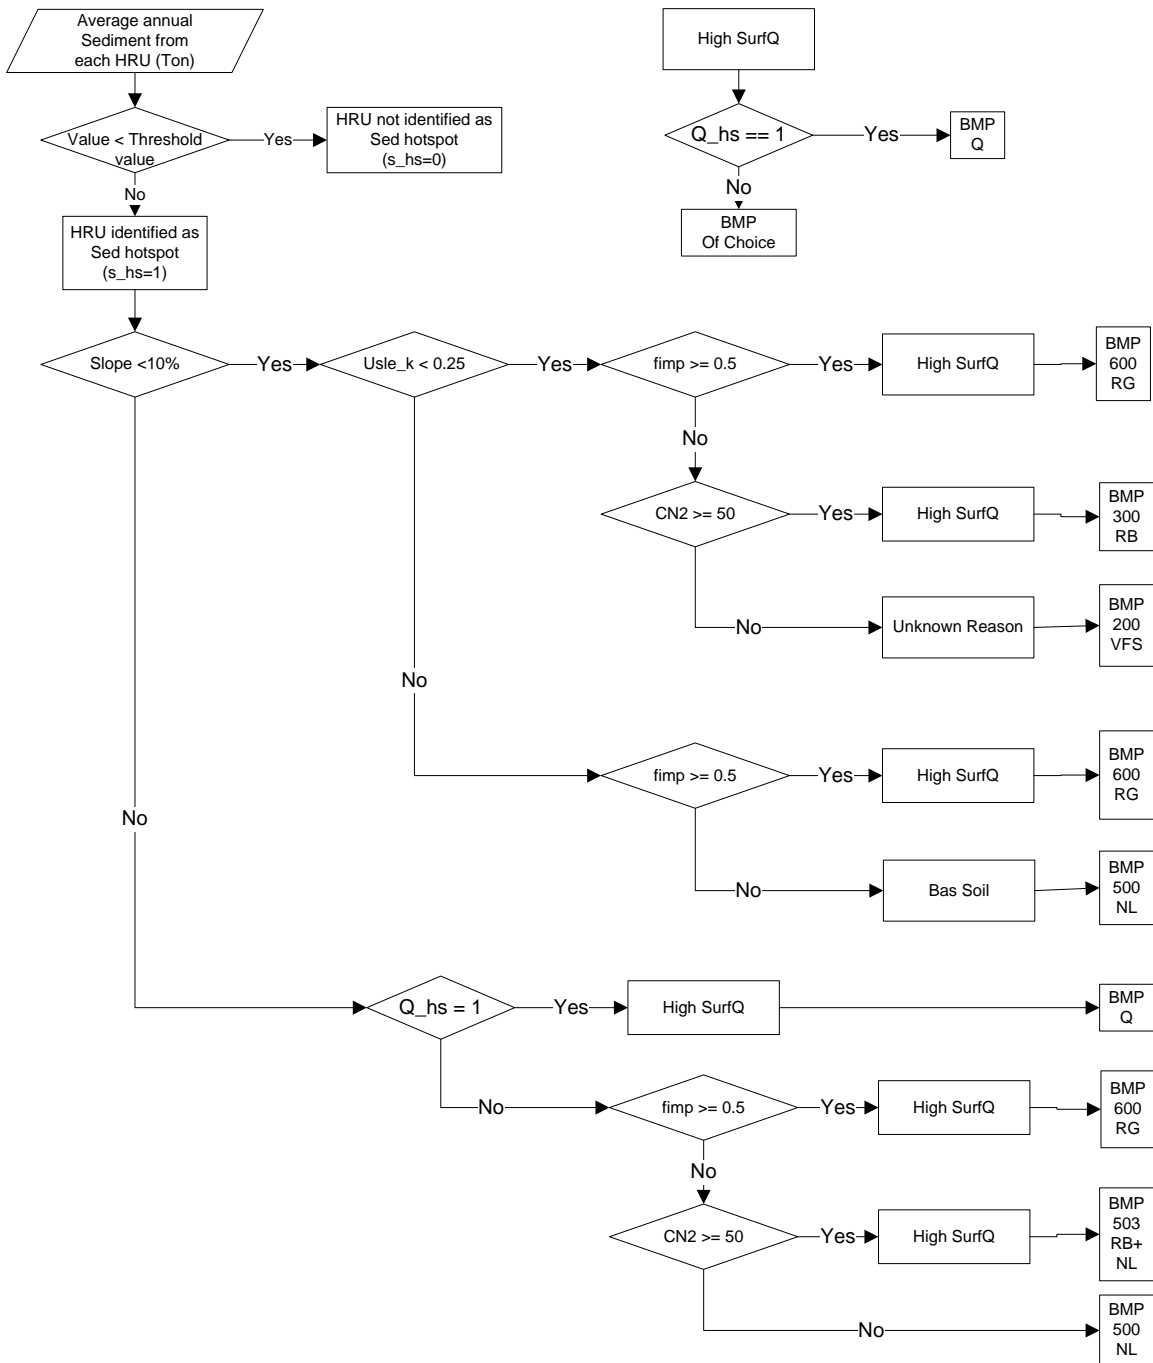 Average annual
Sediment from
each HRU (Ton)
High SurfQ
Value < Threshold
value
Yes
HRU not identified as
Sed hotspot
(s_hs=0)
Q_hs == 1
Yes
BMP
Q
No
No
BMP
Of Choice
HRU identified as
Sed hotspot
(s_hs=1)
Slope <10%
Yes
Usle_k < 0.25
Yes
fimp >= 0.5
Yes
High SurfQ
BMP
600
RG
No
CN2 >= 50
Yes
High SurfQ
BMP
300
RB
No
Unknown Reason
BMP
200
VFS
No
fimp >= 0.5
Yes
High SurfQ
BMP
600
RG
No
No
Bas Soil
BMP
500
NL
Q_hs = 1
Yes
High SurfQ
BMP
Q
No
fimp >= 0.5
Yes
High SurfQ
BMP
600
RG
No
CN2 >= 50
Yes
High SurfQ
BMP
503
RB+
NL
No
BMP
500
NL